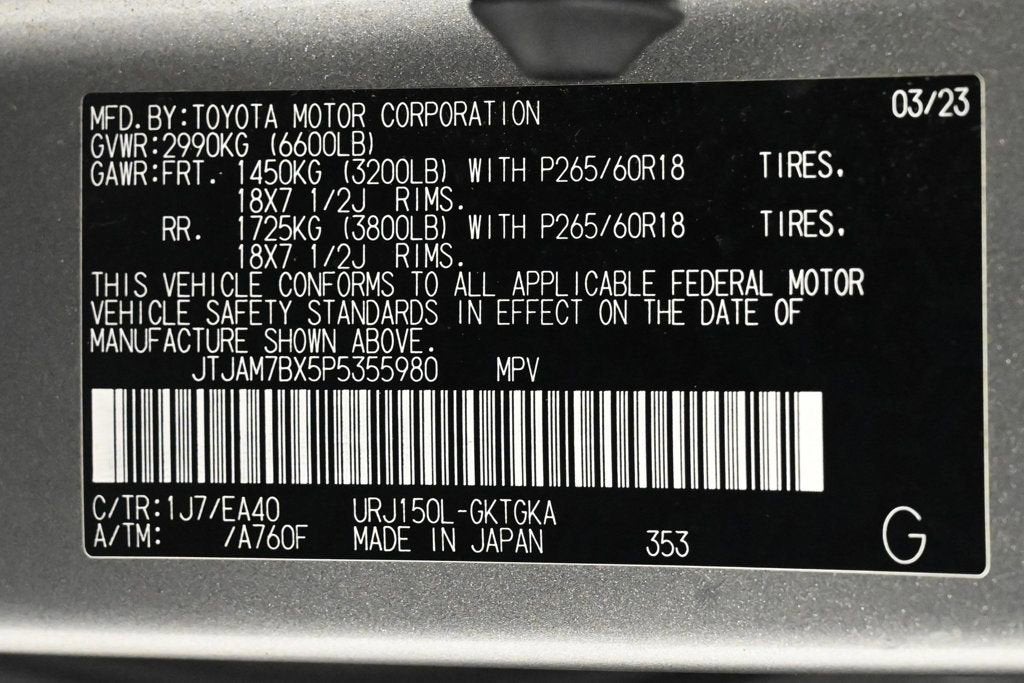 03/23
MFD.BY:TOYOTA MOTOR CORPORATION
GVWR:2990KG (6600LB)
GAWR:FRT. 1450KG (3200LB) WITH P265/60R18 TIRES.
18X7 1/2J RIMS.
RR. 1725KG (3800LB) WITH P265/60R18 TIRES.
18X7 1/2J RIMS.
THIS VEHICLE CONFORMS TO ALL APPLICABLE FEDERAL MOTOR
VEHICLE SAFETY STANDARDS IN EFFECT ON THE DATE OF
MANUFACTURE SHOWN ABOVE.
JTJAM7BX5P5355980 MPV
C/TR:1J7/EA40 URJ150L-GKTGKA
A/TM: /A760F MADE IN JAPAN 353 G